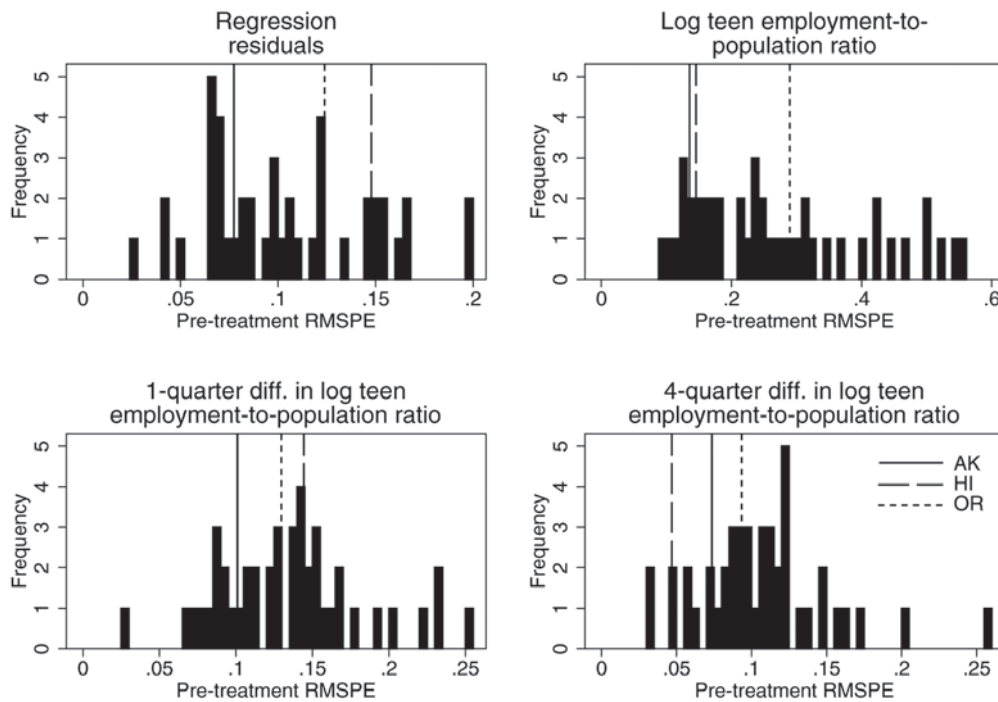 Regression
residuals
Frequency
0 1 2 3 4 5
0 .05 .1 .15 .2
Pre-treatment RMSPE
Log teen employment-to-
population ratio
Frequency
0 1 2 3 4 5
0 .2 .4 .6
Pre-treatment RMSPE
1-quarter diff. in log teen
employment-to-population ratio
Frequency
0 1 2 3 4 5
0 .05 .1 .15 .2 .25
Pre-treatment RMSPE
4-quarter diff. in log teen
employment-to-population ratio
AK
HI
OR
Frequency
0 1 2 3 4 5
0 .05 .1 .15 .2 .25
Pre-treatment RMSPE